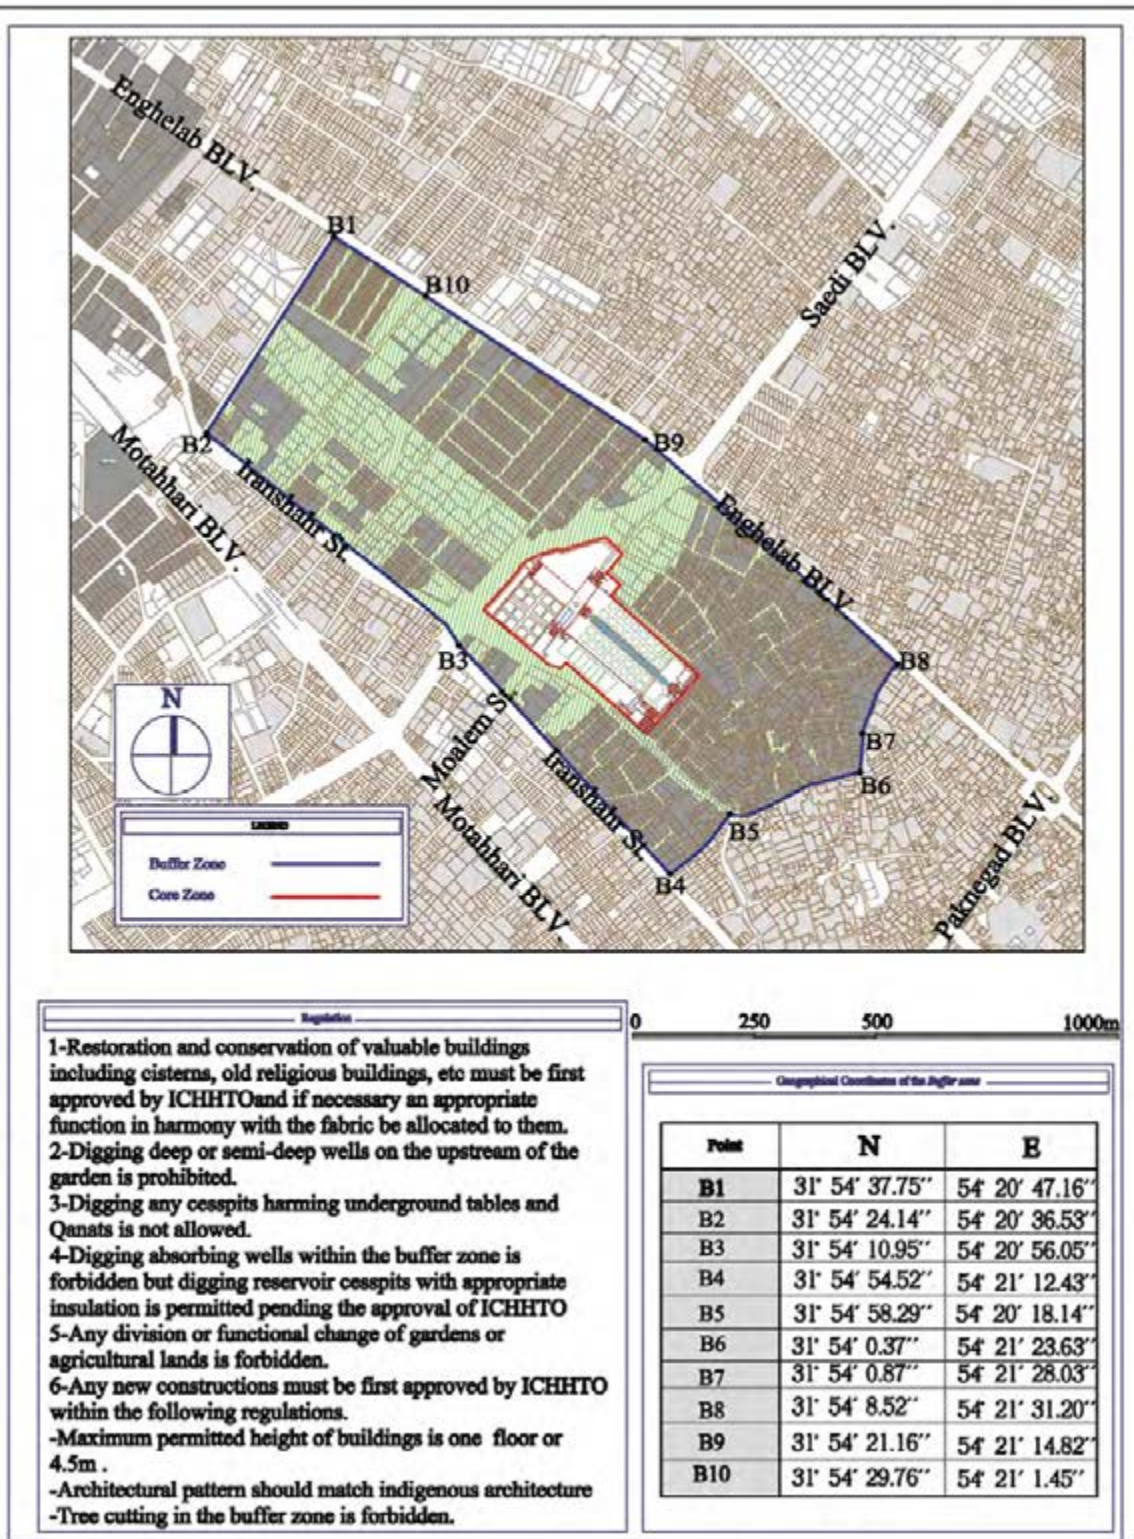 Enghelab BLV.
B1
B10
Saedi BLV.
B9
B2
Motahhari BLV.
Iranshahr St.
Enghelab BLV
B3
B8
N
Moalem St.
B7
B6
Iranshahr St.
Motahhari BLV.
B5
B4
Paknegad BLV.
LEGEND
Buffer Zone
Core Zone
Regulation
1-Restoration and conservation of valuable buildings
including cisterns, old religious buildings, etc must be first
approved by ICHHTOand if necessary an appropriate
function in harmony with the fabric be allocated to them.
2-Digging deep or semi-deep wells on the upstream of the
garden is prohibited.
3-Digging any cesspits harming underground tables and
Qanats is not allowed.
4-Digging absorbing wells within the buffer zone is
forbidden but digging reservoir cesspits with appropriate
insulation is permitted pending the approval of ICHHTO
5-Any division or functional change of gardens or
agricultural lands is forbidden.
6-Any new constructions must be first approved by ICHHTO
within the following regulations.
-Maximum permitted height of buildings is one floor or
4.5m .
-Architectural pattern should match indigenous architecture
-Tree cutting in the buffer zone is forbidden.
0 250 500 1000m
Geographical Coordinates of the Buffer zone
Point N E
B1 31° 54′ 37.75′′ 54° 20′ 47.16′′
B2 31° 54′ 24.14′′ 54° 20′ 36.53′′
B3 31° 54′ 10.95′′ 54° 20′ 56.05′′
B4 31° 54′ 54.52′′ 54° 21′ 12.43′′
B5 31° 54′ 58.29′′ 54° 20′ 18.14′′
B6 31° 54′ 0.37′′ 54° 21′ 23.63′′
B7 31° 54′ 0.87′′ 54° 21′ 28.03′′
B8 31° 54′ 8.52′′ 54° 21′ 31.20′′
B9 31° 54′ 21.16′′ 54° 21′ 14.82′′
B10 31° 54′ 29.76′′ 54° 21′ 1.45′′